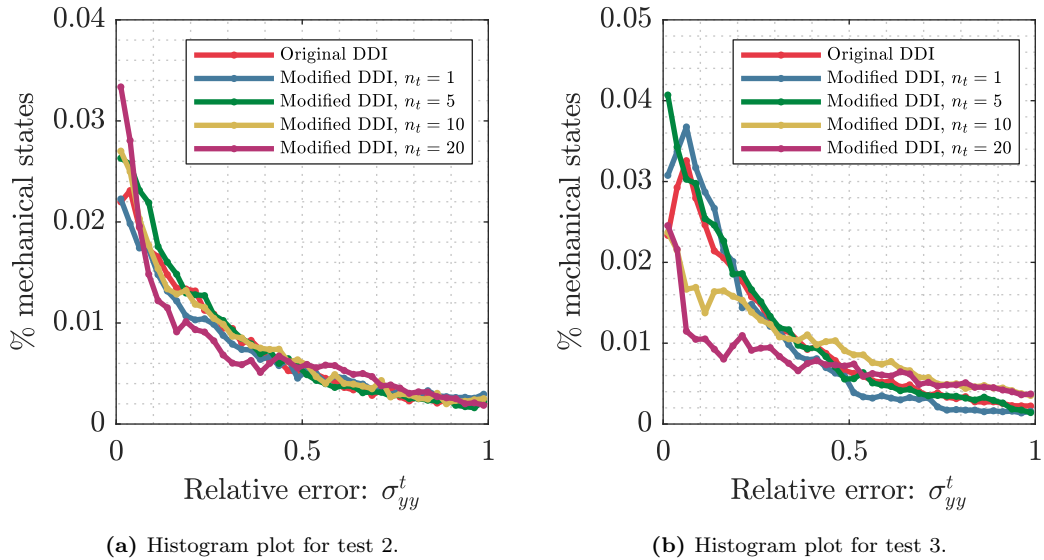 0.04
0.03
0.02
0.01
0
% mechanical states
Original DDI
Modified DDI, n_t = 1
Modified DDI, n_t = 5
Modified DDI, n_t = 10
Modified DDI, n_t = 20
0 0.5 1
Relative error: σ^t_yy
(a) Histogram plot for test 2.
0.05
0.04
0.03
0.02
0.01
0
% mechanical states
Original DDI
Modified DDI, n_t = 1
Modified DDI, n_t = 5
Modified DDI, n_t = 10
Modified DDI, n_t = 20
0 0.5 1
Relative error: σ^t_yy
(b) Histogram plot for test 3.